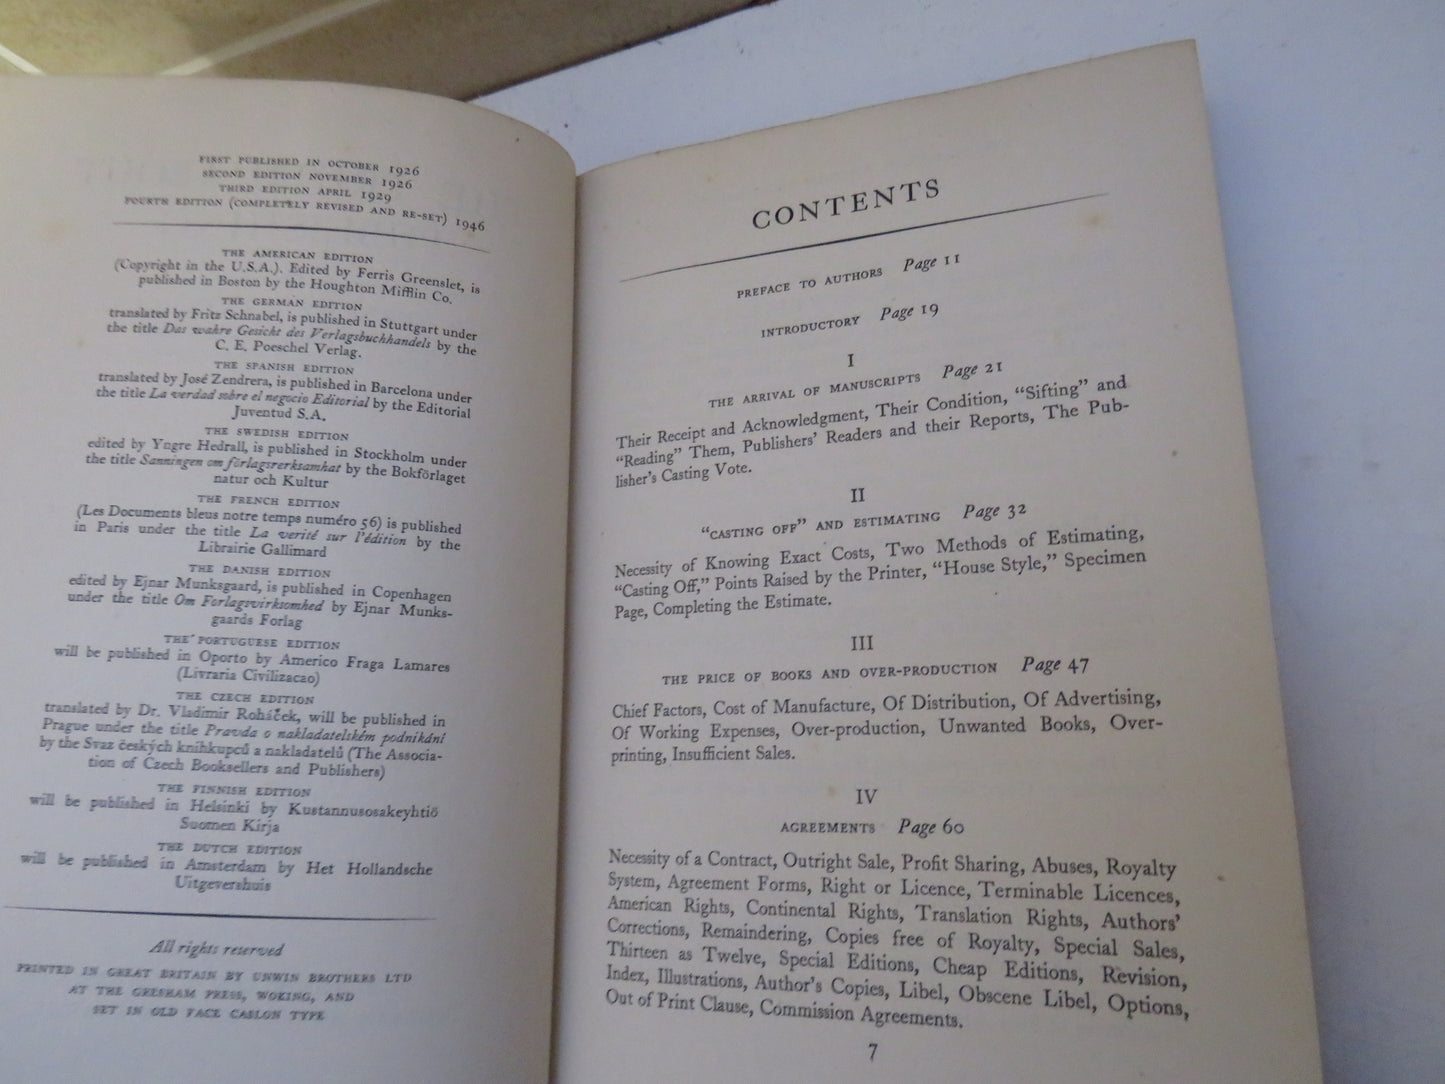 FIRST PUBLISHED IN OCTOBER 1926
SECOND EDITION NOVEMBER 1926
THIRD EDITION APRIL 1929
FOURTH EDITION (COMPLETELY REVISED AND RE-SET) 1946
THE AMERICAN EDITION
(Copyright in the U.S.A.). Edited by Ferris Greenslet, is
published in Boston by the Houghton Mifflin Co.
THE GERMAN EDITION
translated by Fritz Schnabel, is published in Stuttgart under
the title Das wahre Gesicht des Verlagsbuchhandels by the
C. E. Poeschel Verlag.
THE SPANISH EDITION
translated by José Zendrera, is published in Barcelona under
the title La verdad sobre el negocio Editorial by the Editorial
Juventud S.A.
THE SWEDISH EDITION
edited by Yngre Hedrall, is published in Stockholm under
the title Sanningen om förlagsrerksamhat by the Bokförlaget
natur och Kultur
THE FRENCH EDITION
(Les Documents bleus notre temps numéro 56) is published
in Paris under the title La verité sur l'édition by the
Librairie Gallimard
THE DANISH EDITION
edited by Ejnar Munksgaard, is published in Copenhagen
under the title Om Forlagsvirksomhed by Ejnar Munks-
gaards Forlag
THE PORTUGUESE EDITION
will be published in Oporto by Americo Fraga Lamares
(Livraria Civilizacao)
THE CZECH EDITION
translated by Dr. Vladimir Roháček, will be published in
Prague under the title Pravda o nakladatelském podnikání
by the Svaz českých knihkupců a nakladatelů (The Associa-
tion of Czech Booksellers and Publishers)
THE FINNISH EDITION
will be published in Helsinki by Kustannusosakeyhtiö
Suomen Kirja
THE DUTCH EDITION
will be published in Amsterdam by Het Hollandsche
Uitgevershuis
All rights reserved
PRINTED IN GREAT BRITAIN BY UNWIN BROTHERS LTD
AT THE GRESHAM PRESS, WOKING, AND
SET IN OLD FACE CASLON TYPE
CONTENTS
PREFACE TO AUTHORS Page 11
INTRODUCTORY Page 19
I
THE ARRIVAL OF MANUSCRIPTS Page 21
Their Receipt and Acknowledgment, Their Condition, "Sifting" and
"Reading" Them, Publishers' Readers and their Reports, The Pub-
lisher's Casting Vote.
II
"CASTING OFF" AND ESTIMATING Page 32
Necessity of Knowing Exact Costs, Two Methods of Estimating,
"Casting Off," Points Raised by the Printer, "House Style," Specimen
Page, Completing the Estimate.
III
THE PRICE OF BOOKS AND OVER-PRODUCTION Page 47
Chief Factors, Cost of Manufacture, Of Distribution, Of Advertising,
Of Working Expenses, Over-production, Unwanted Books, Over-
printing, Insufficient Sales.
IV
AGREEMENTS Page 60
Necessity of a Contract, Outright Sale, Profit Sharing, Abuses, Royalty
System, Agreement Forms, Right or Licence, Terminable Licences,
American Rights, Continental Rights, Translation Rights, Authors'
Corrections, Remaindering, Copies free of Royalty, Special Sales,
Thirteen as Twelve, Special Editions, Cheap Editions, Revision,
Index, Illustrations, Author's Copies, Libel, Obscene Libel, Options,
Out of Print Clause, Commission Agreements.
7